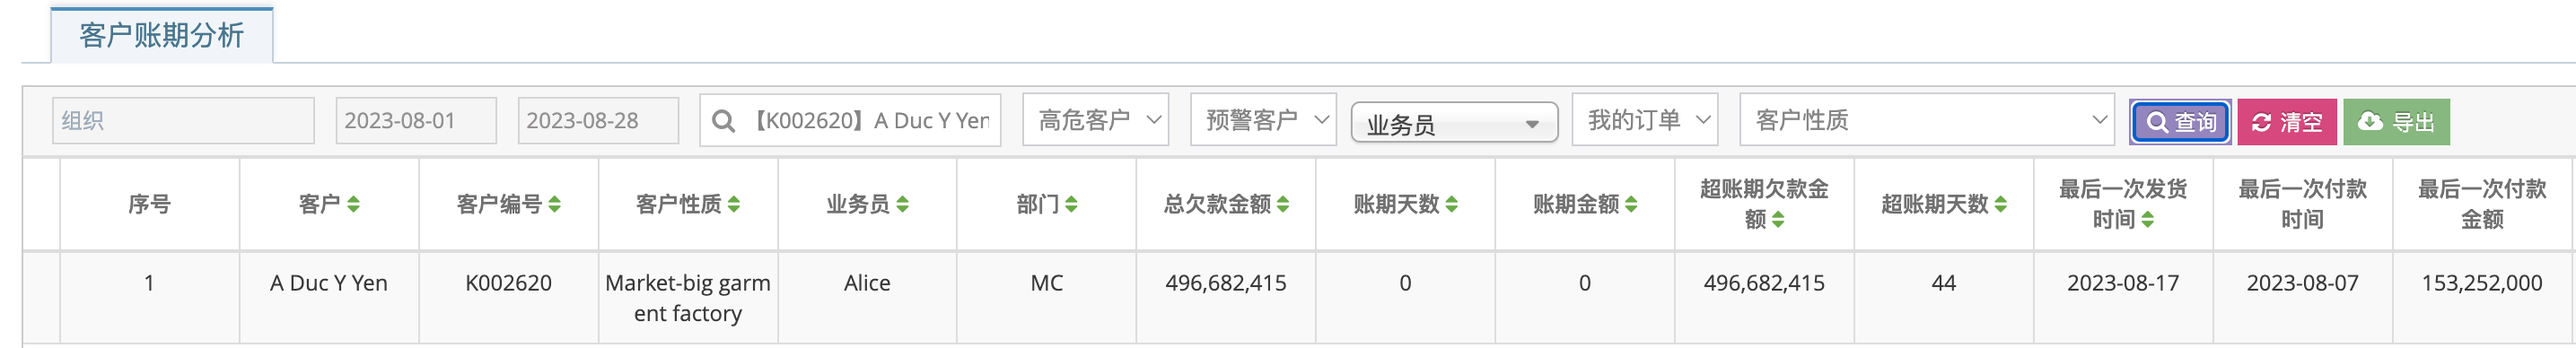 客户账期分析
组织 2023-08-01 2023-08-28 【K002620】A Duc Y Yen 高危客户 预警客户 业务员 我的订单 客户性质 查询 清空 导出
序号 客户 客户编号 客户性质 业务员 部门 总欠款金额 账期天数 账期金额 超账期欠款金 超账期天数 最后一次发货 最后一次付款 最后一次付款
额 时间 时间 金额
1 A Duc Y Yen K002620 Market-big garm Alice MC 496,682,415 0 0 496,682,415 44 2023-08-17 2023-08-07 153,252,000
ent factory